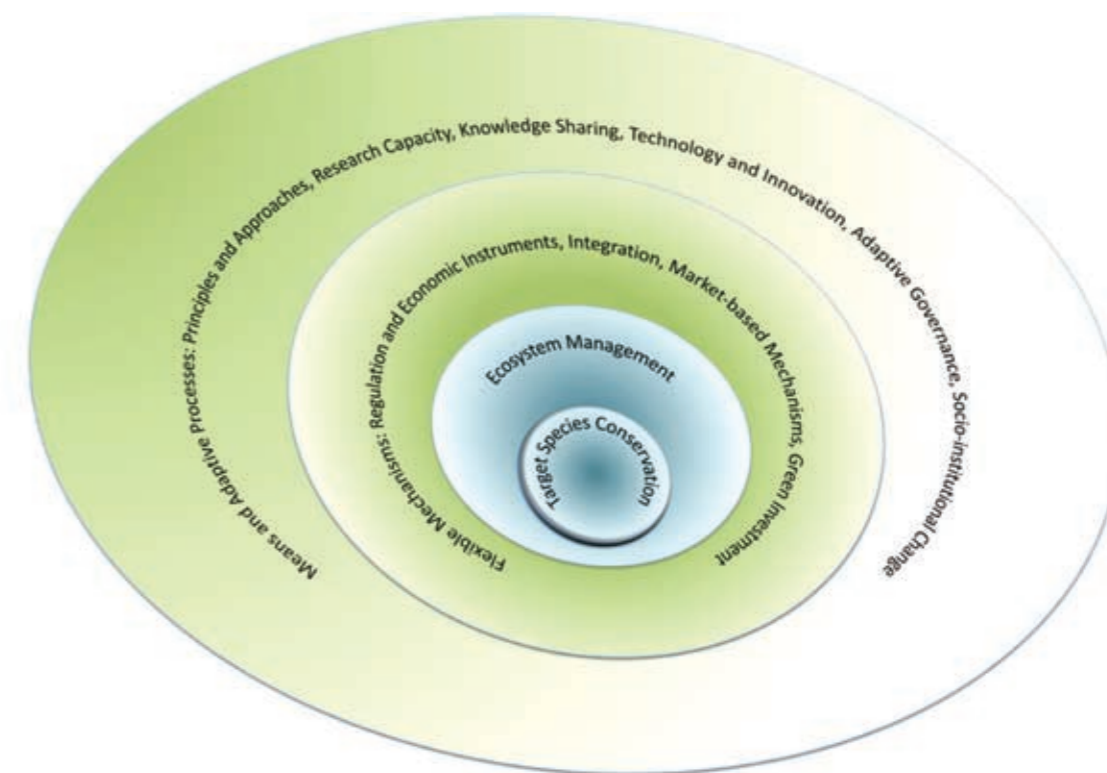 Means and Adaptive Processes: Principles and Approaches, Research Capacity, Knowledge Sharing, Technology and Innovation, Adaptive Governance, Socio-institutional Change
Flexible Mechanisms: Regulation and Economic Instruments, Integration, Market-based Mechanisms, Green Investment
Ecosystem Management
Target Species Conservation